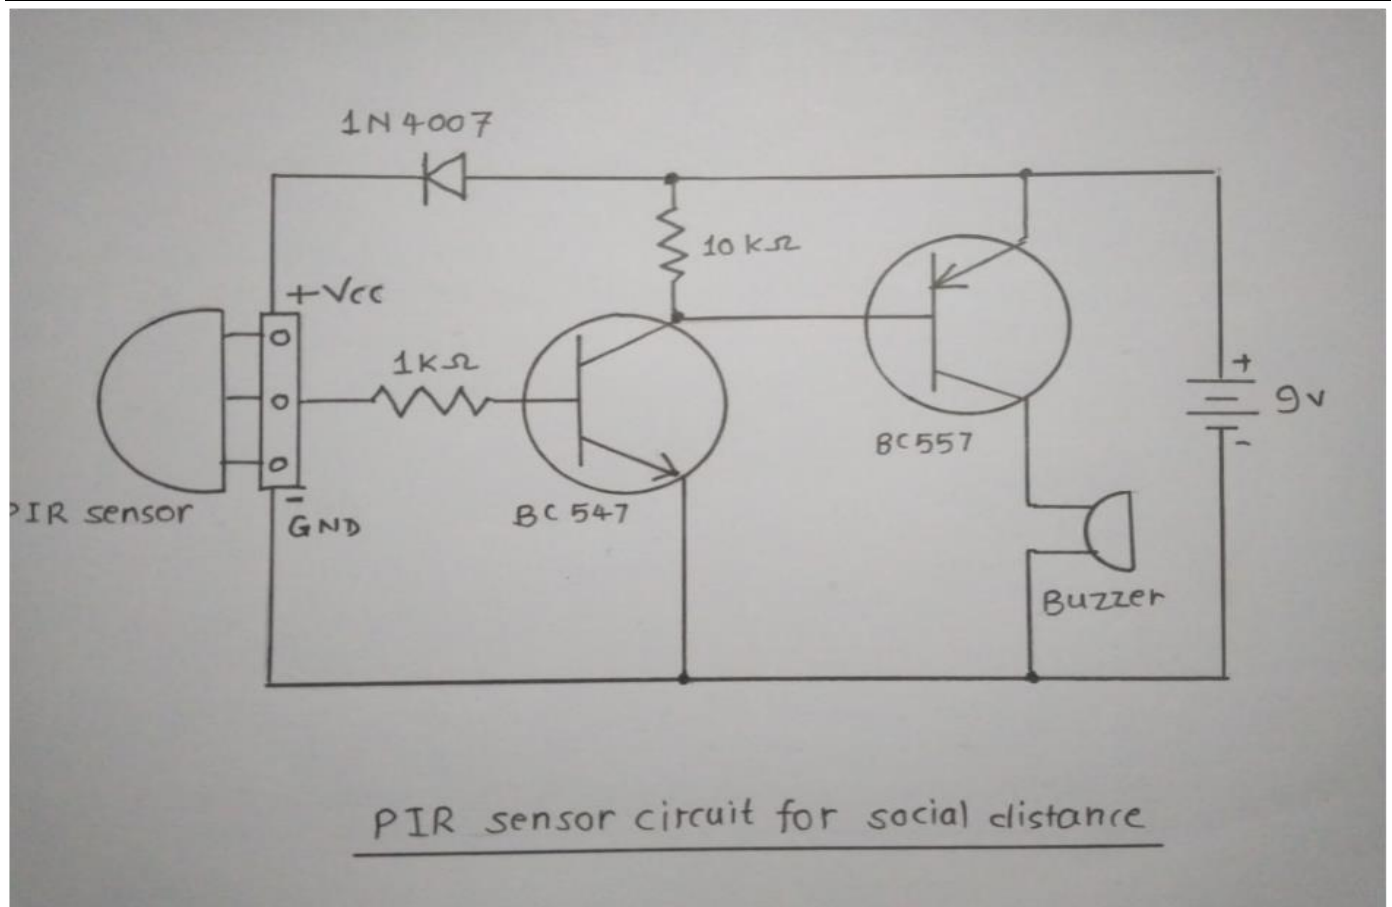 1N4007
10 kΩ
+Vcc
1KΩ
+
9v
-
BC557
PIR sensor
-
GND
BC 547
Buzzer
PIR sensor circuit for social distance